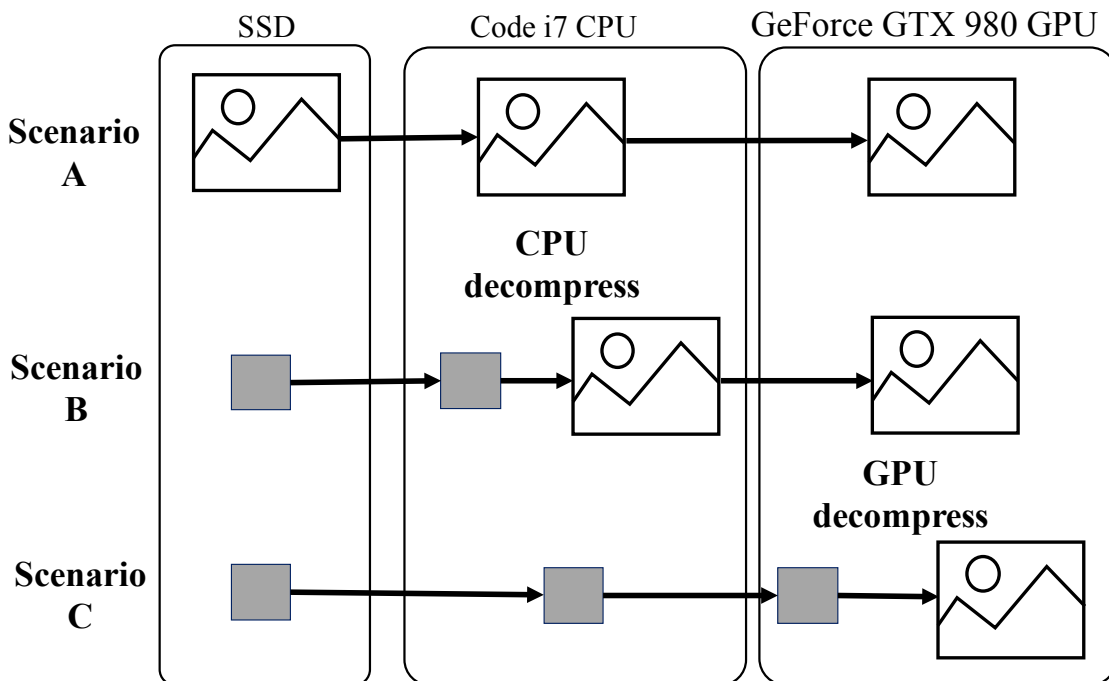 SSD
Code i7 CPU
GeForce GTX 980 GPU
Scenario
A
CPU
decompress
Scenario
B
GPU
decompress
Scenario
C